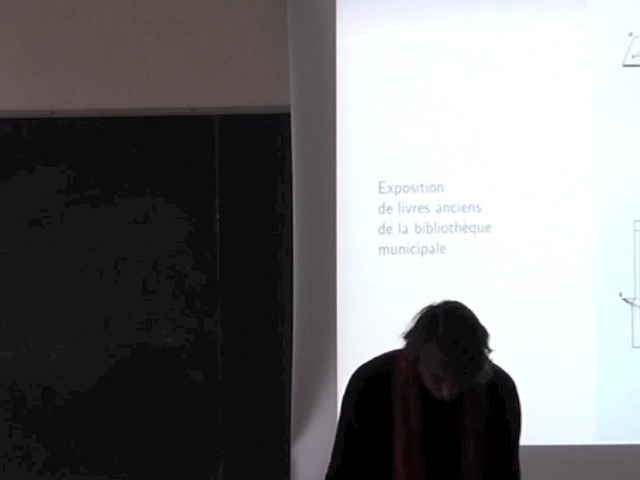 Exposition
de livres anciens
de la bibliothèque
municipale